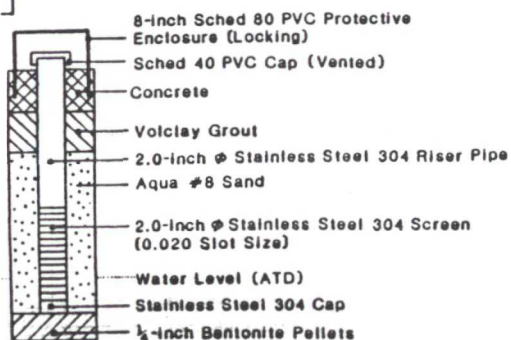 8-inch Sched 80 PVC Protective
Enclosure (Locking)
Sched 40 PVC Cap (Vented)
Concrete
Volclay Grout
2.0-inch ϕ Stainless Steel 304 Riser Pipe
Aqua #8 Sand
2.0-inch ϕ Stainless Steel 304 Screen
(0.020 Slot Size)
Water Level (ATD)
Stainless Steel 304 Cap
¼-inch Bentonite Pellets